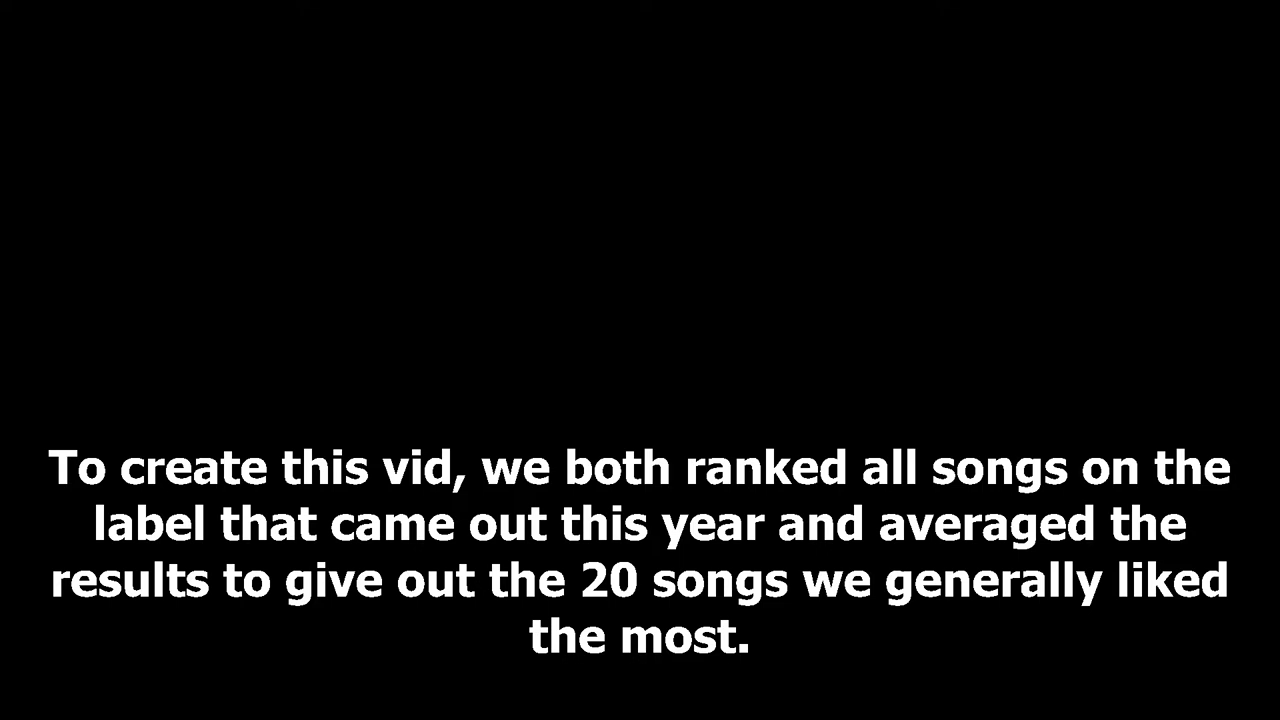 To create this vid, we both ranked all songs on the
label that came out this year and averaged the
results to give out the 20 songs we generally liked
the most.